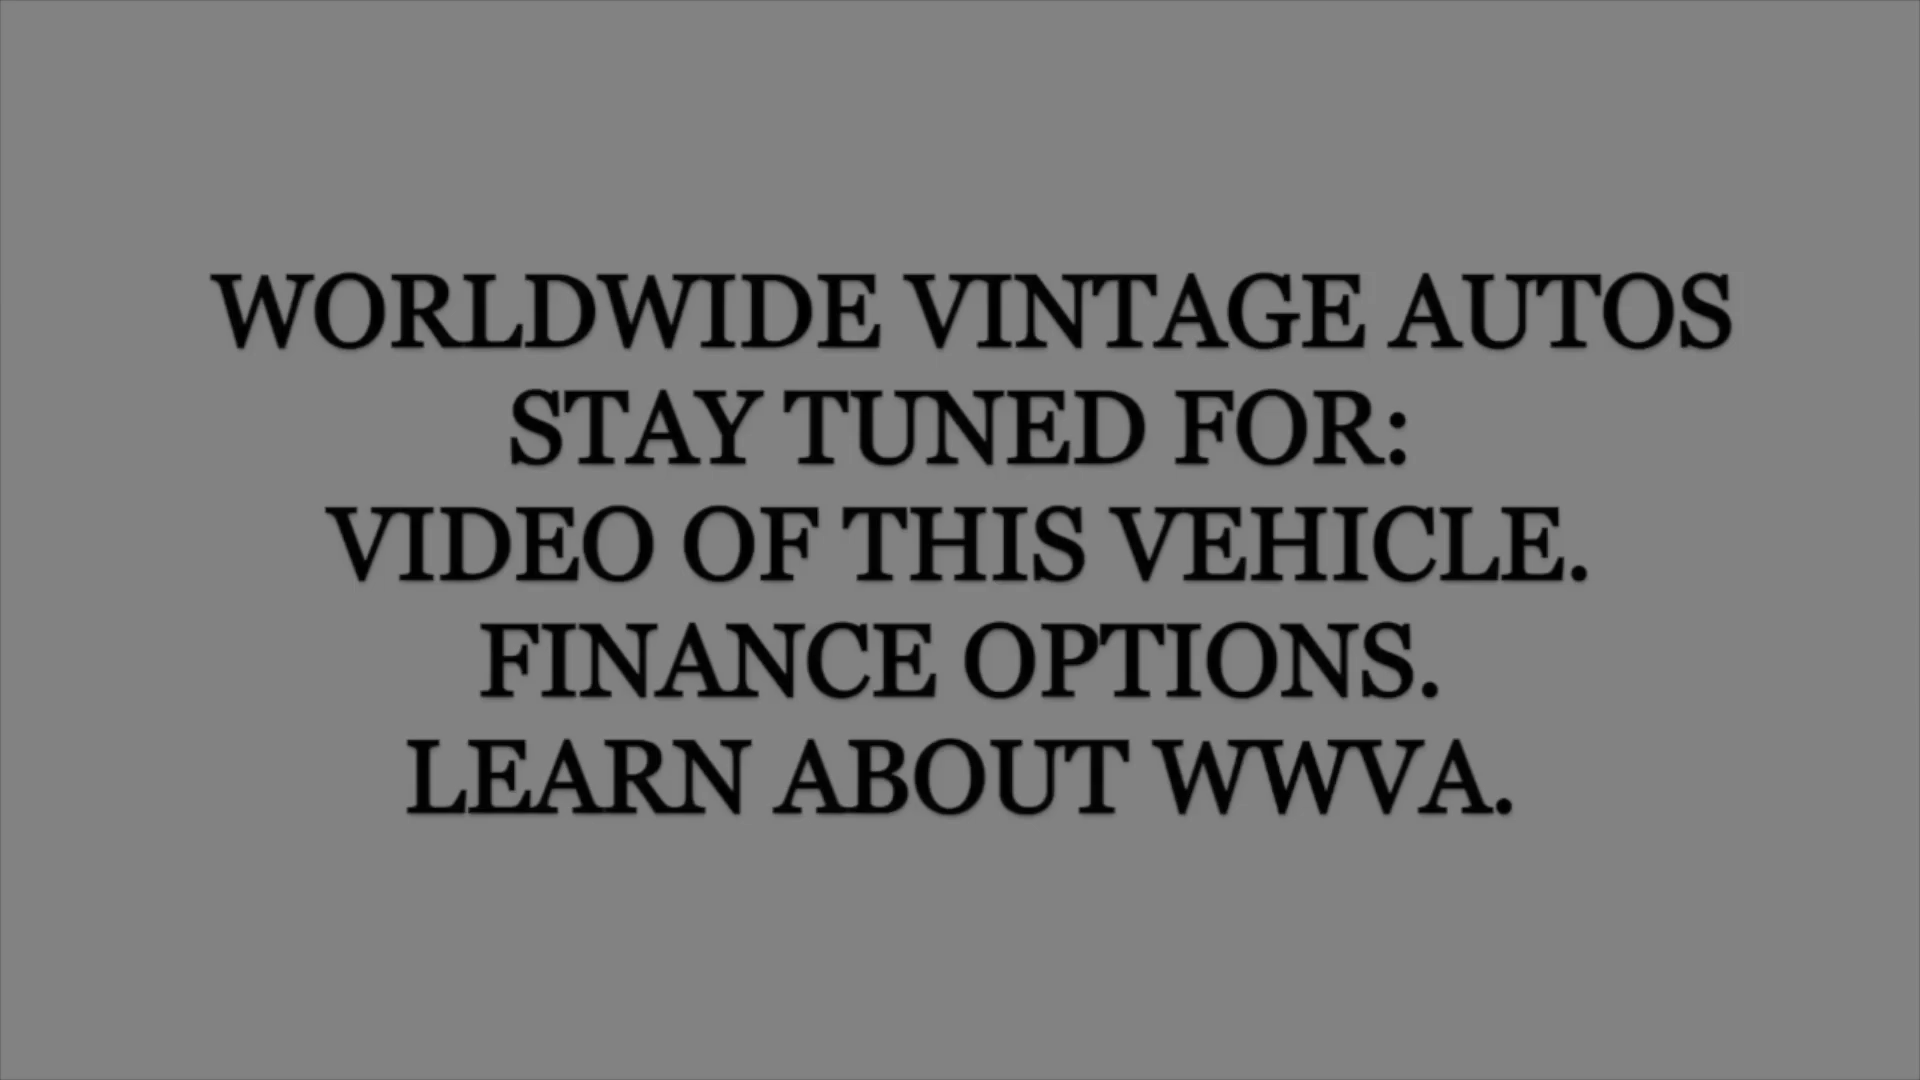 WORLDWIDE VINTAGE AUTOS
STAY TUNED FOR:
VIDEO OF THIS VEHICLE.
FINANCE OPTIONS.
LEARN ABOUT WWVA.